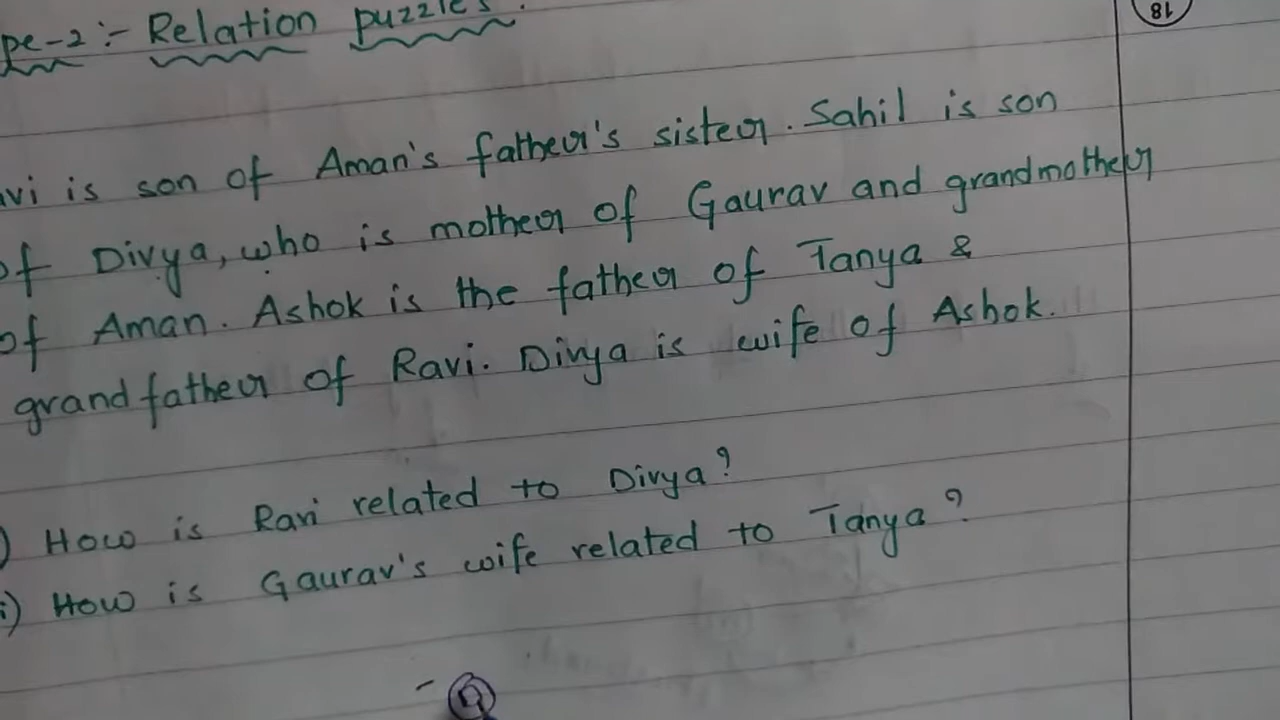 pe-2:- Relation puzzles.
18
avi is son of Aman's father's sister. Sahil is son
of Divya, who is mother of Gaurav and grandmother
of Aman. Ashok is the father of Tanya &
grandfather of Ravi. Divya is wife of Ashok.
) How is Ravi related to Divya?
i) How is Gaurav's wife related to Tanya?